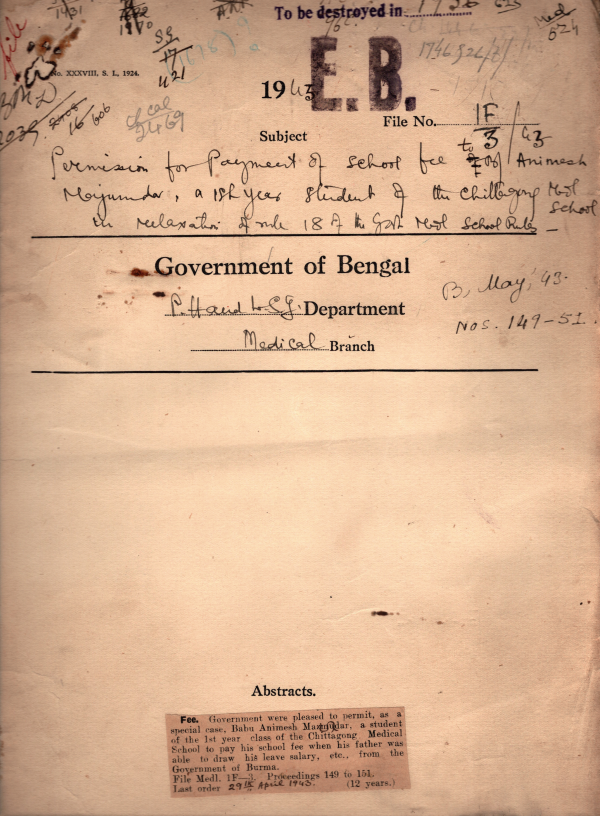 To be destroyed in
E. B.
No. XXXVIII, S. L., 1924.
1943
File No. 1F/3/43
Subject
Permission for Payment of School fee to Animesh
Majumdar, a 1st year student of the Chittagong Medl School
in relaxation of rule 18 of the Govt Medl School Rules —
Government of Bengal
P. H and L. S. G. Department
Medical Branch
B, May, '43.
Nos. 149-51.
Abstracts.
Fee. Government were pleased to permit, as a
special case, Babu Animesh Majumdar, a student
of the 1st year class of the Chittagong Medical
School to pay his school fee when his father was
able to draw his leave salary, etc., from the
Government of Burma.
File Medl. 1F—3. Proceedings 149 to 151.
Last order 29th April 1943. (12 years.)